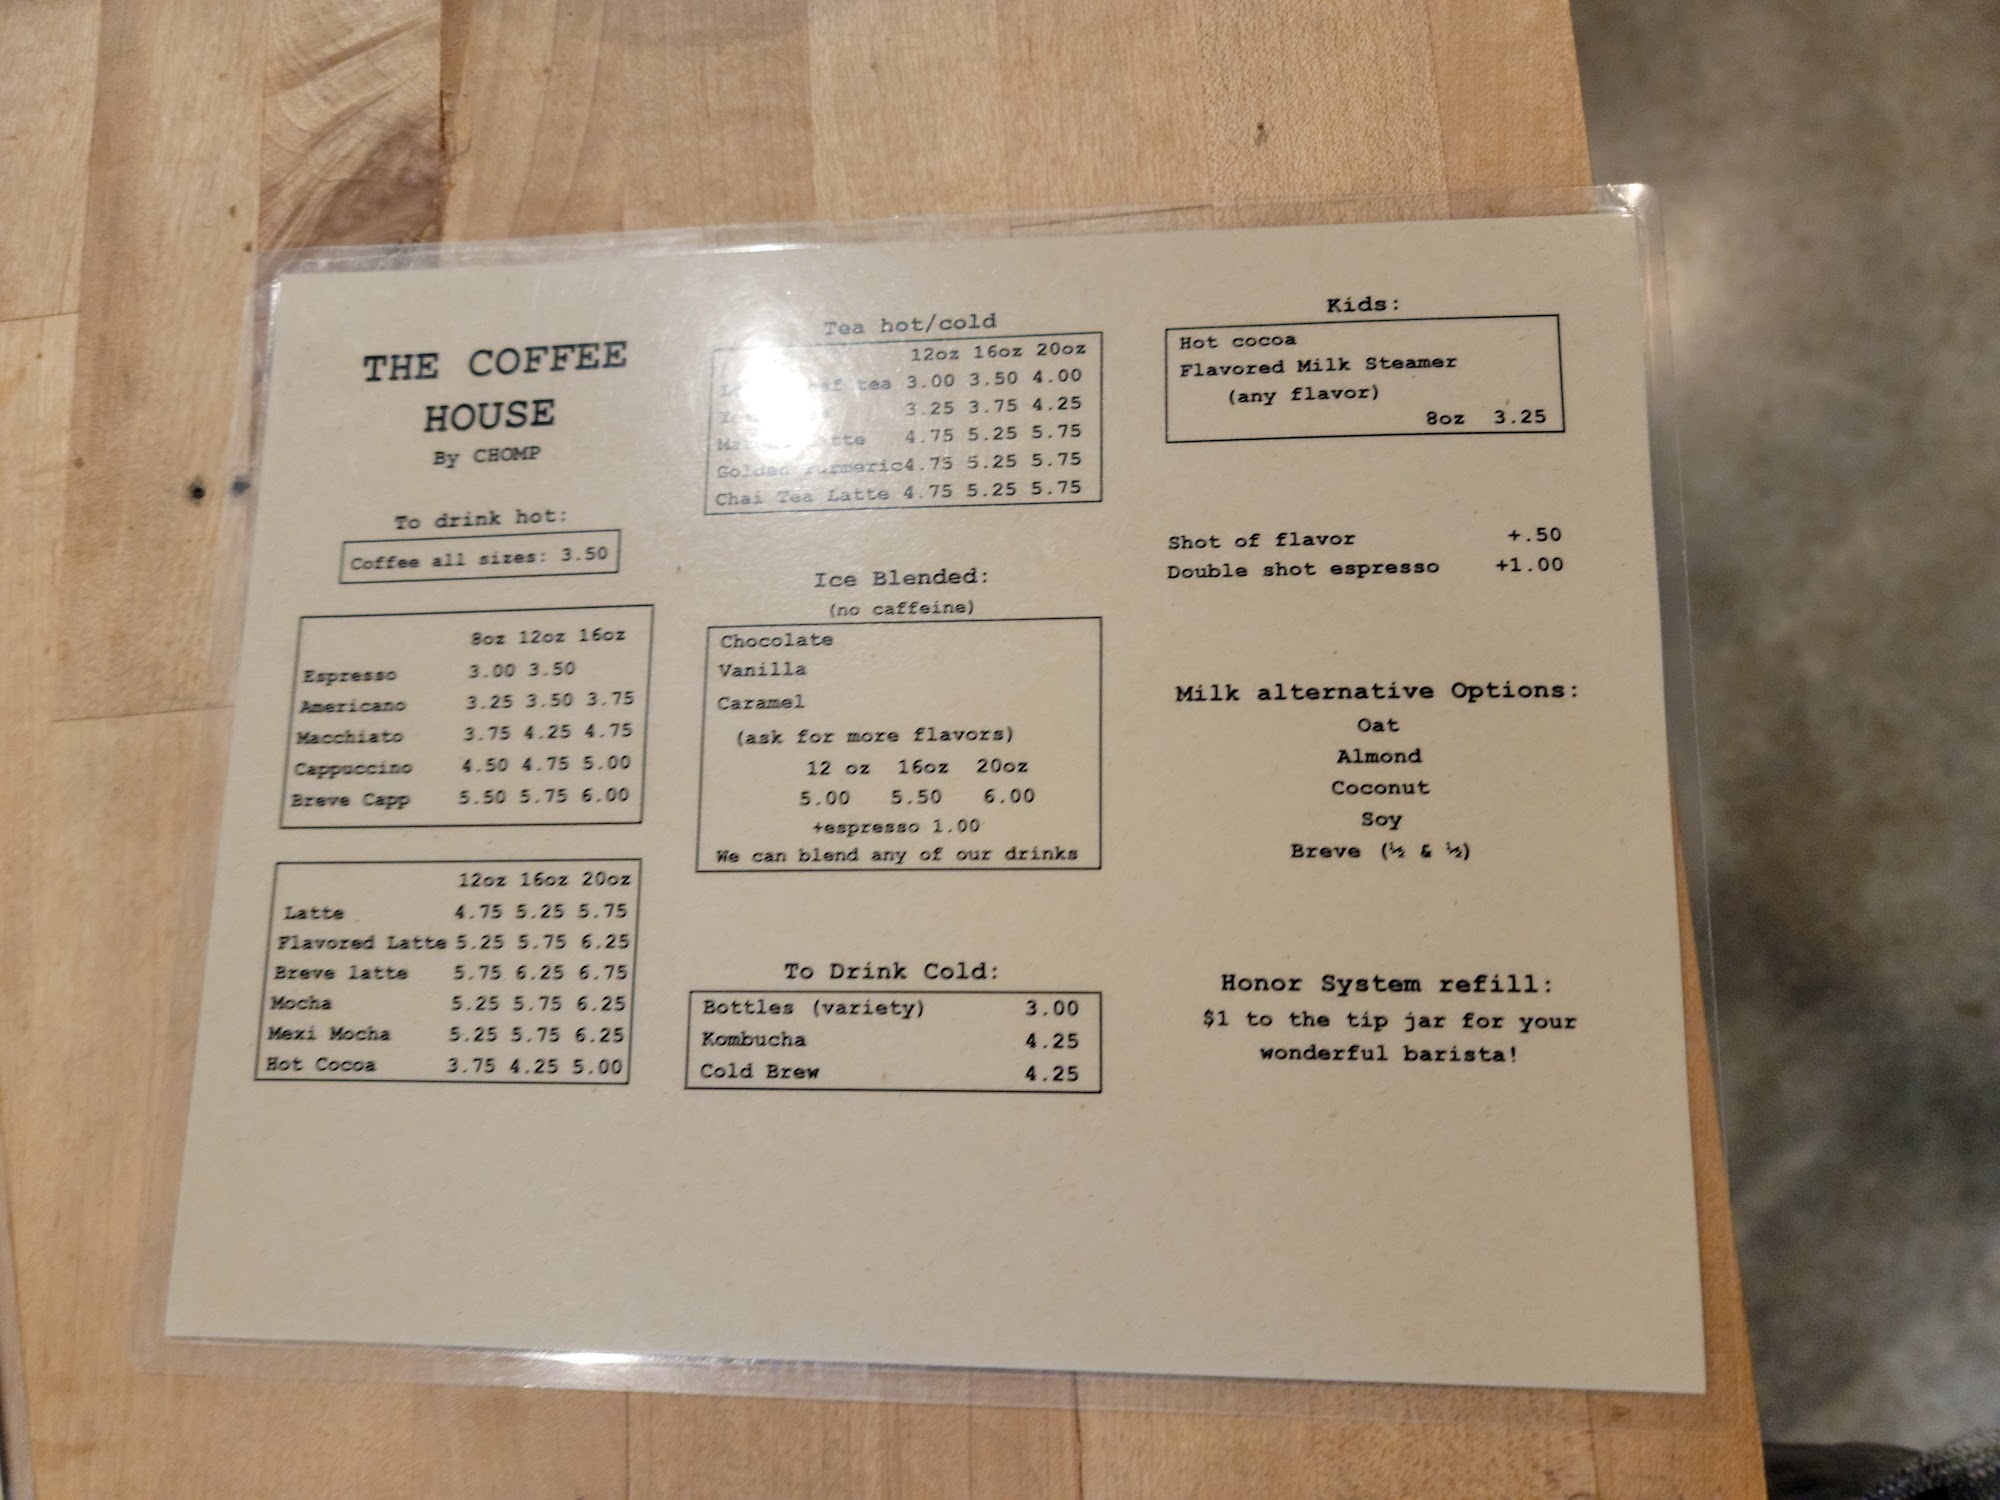 THE COFFEE
HOUSE
By CHOMP
To drink hot:
Coffee all sizes: 3.50
8oz 12oz 16oz
Espresso 3.00 3.50
Americano 3.25 3.50 3.75
Macchiato 3.75 4.25 4.75
Cappuccino 4.50 4.75 5.00
Breve Capp 5.50 5.75 6.00
12oz 16oz 20oz
Latte 4.75 5.25 5.75
Flavored Latte 5.25 5.75 6.25
Breve latte 5.75 6.25 6.75
Mocha 5.25 5.75 6.25
Mexi Mocha 5.25 5.75 6.25
Hot Cocoa 3.75 4.25 5.00
Tea hot/cold
12oz 16oz 20oz
tea 3.00 3.50 4.00
3.25 3.75 4.25
4.75 5.25 5.75
Golden Turmeric 4.75 5.25 5.75
Chai Tea Latte 4.75 5.25 5.75
Ice Blended:
(no caffeine)
Chocolate
Vanilla
Caramel
(ask for more flavors)
12 oz 16oz 20oz
5.00 5.50 6.00
+espresso 1.00
We can blend any of our drinks
To Drink Cold:
Bottles (variety) 3.00
Kombucha 4.25
Cold Brew 4.25
Kids:
Hot cocoa
Flavored Milk Steamer
(any flavor)
8oz 3.25
Shot of flavor +.50
Double shot espresso +1.00
Milk alternative Options:
Oat
Almond
Coconut
Soy
Breve (½ & ½)
Honor System refill:
$1 to the tip jar for your
wonderful barista!